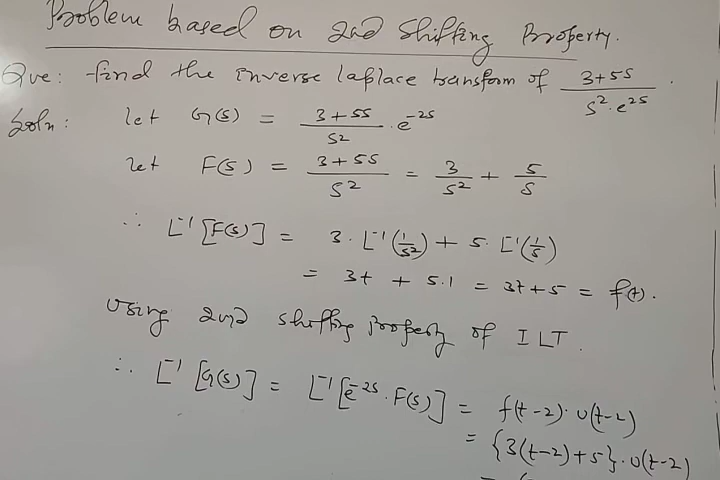 Problem based on 2nd Shifting Property.
Que: find the inverse laplace transform of (3+5s)/(s².e^2s).
Soln: let G(s) = (3+5s)/s² . e^-2s
let F(s) = (3+5s)/s² = 3/s² + 5/s
∴ L⁻¹[F(s)] = 3. L⁻¹(1/s²) + 5. L⁻¹(1/s)
= 3t + 5.1 = 3t+5 = f(t).
Using 2nd shifting property of ILT.
∴ L⁻¹[G(s)] = L⁻¹[e^-2s. F(s)] = f(t-2). u(t-2)
= {3(t-2)+5}. u(t-2)